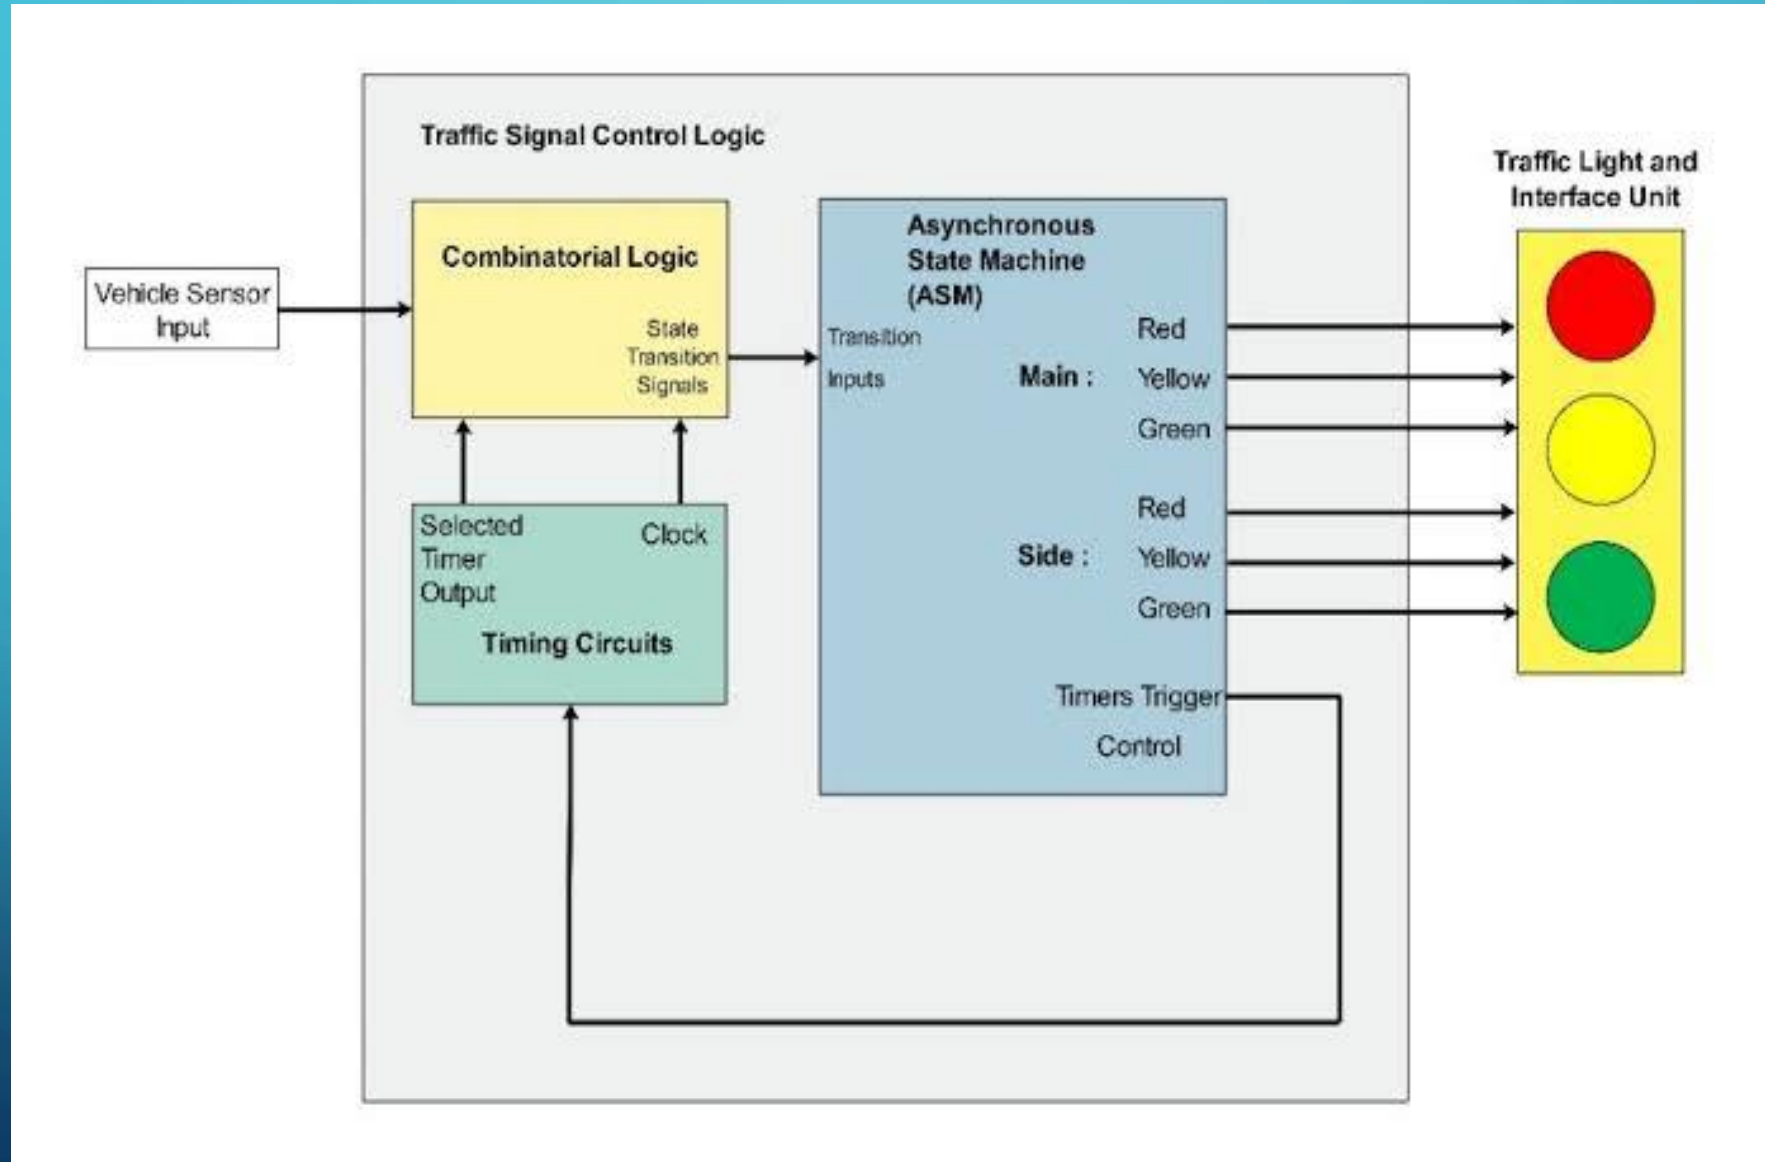 Traffic Signal Control Logic
Traffic Light and
Interface Unit
Vehicle Sensor
Input
Combinatorial Logic
State
Transition
Signals
Asynchronous
State Machine
(ASM)
Transition
Inputs
Red
Main : Yellow
Green
Red
Side : Yellow
Green
Timers Trigger
Control
Selected
Timer
Output
Clock
Timing Circuits